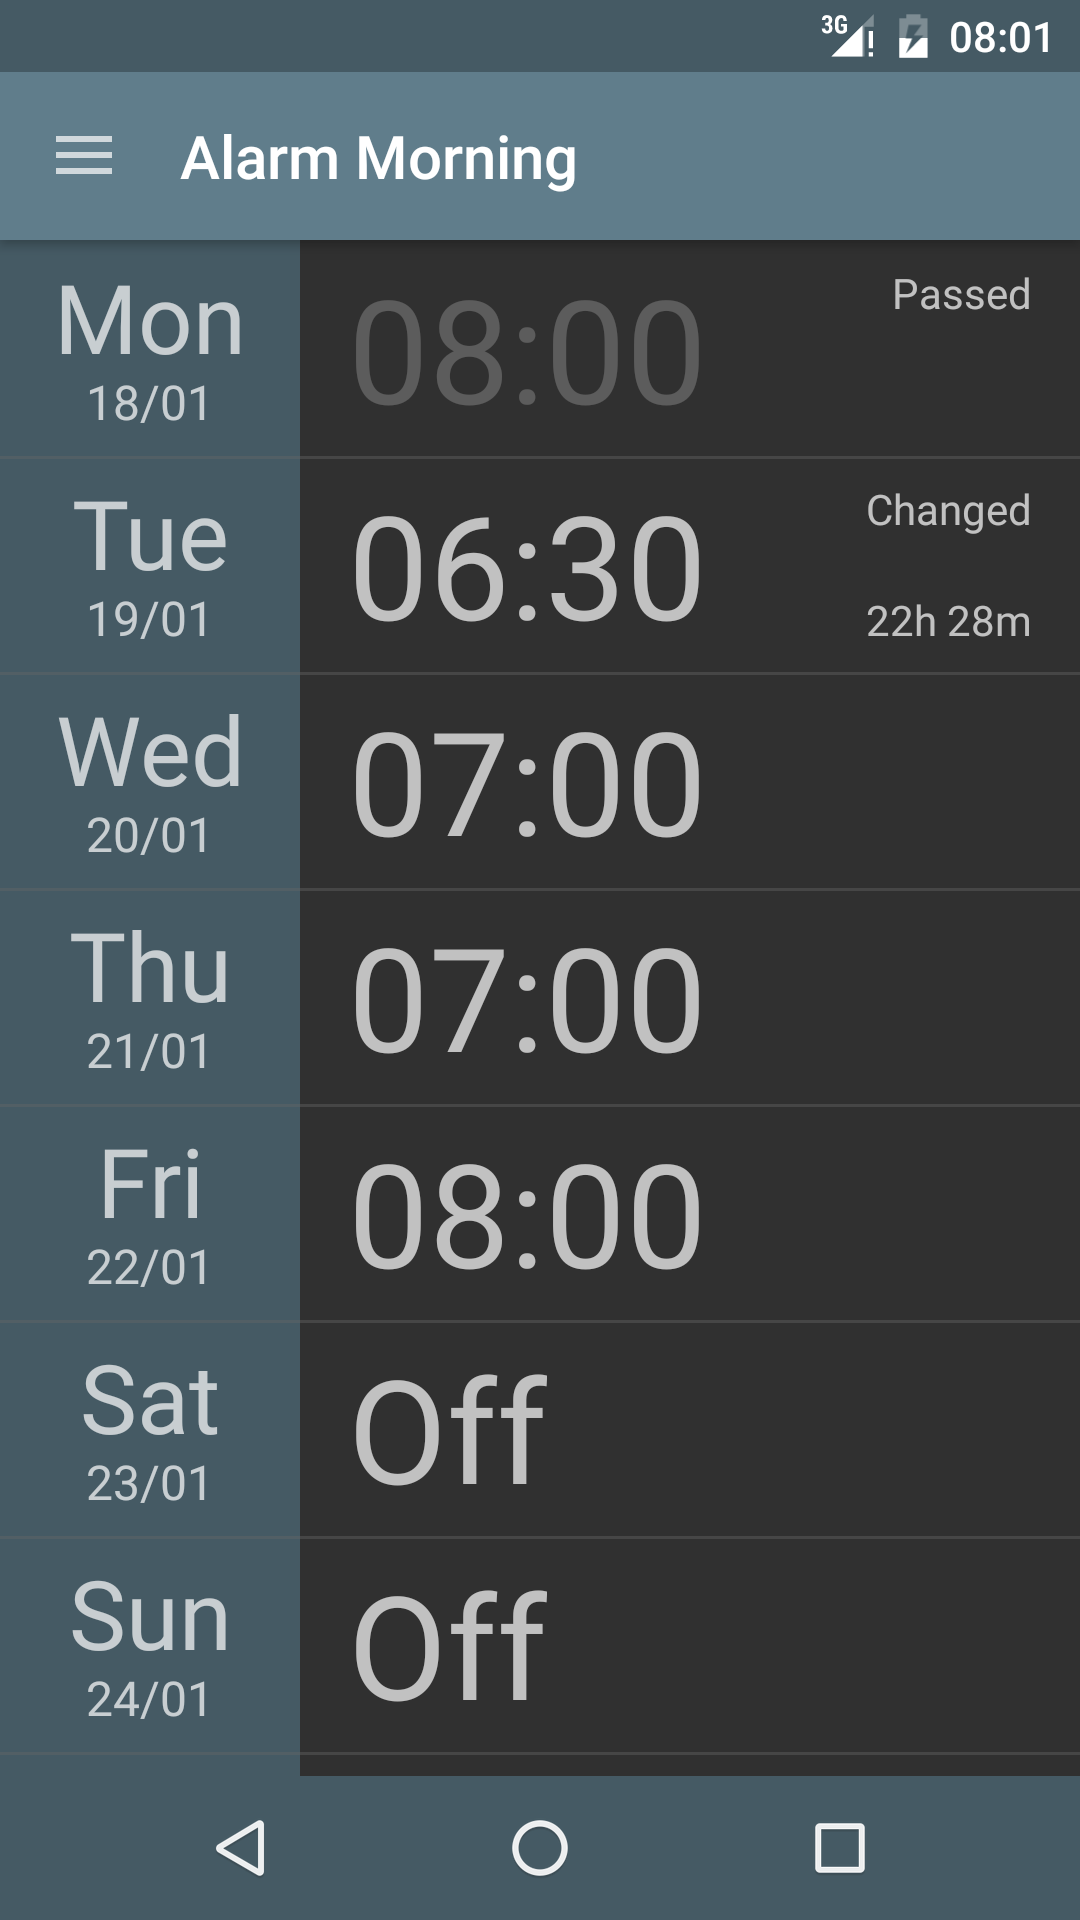 3G ! 08:01
Alarm Morning
Mon
18/01
08:00
Passed
Tue
19/01
06:30
Changed
22h 28m
Wed
20/01
07:00
Thu
21/01
07:00
Fri
22/01
08:00
Sat
23/01
Off
Sun
24/01
Off